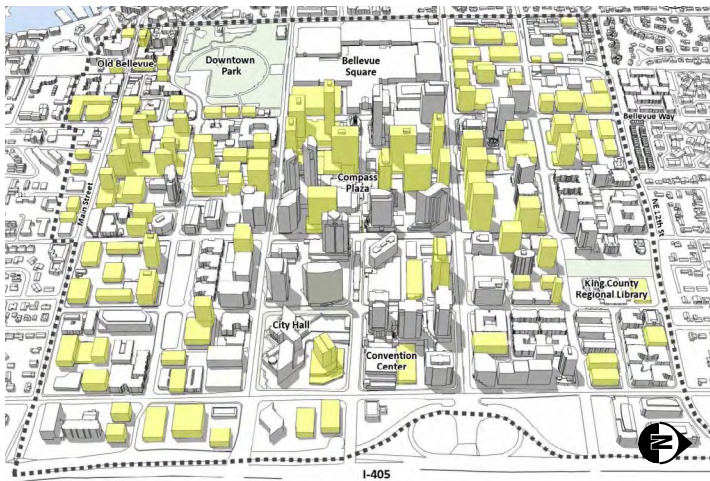 Old Bellevue
Downtown
Park
Bellevue
Square
Bellevue Way
Compass
Plaza
Main Street
NE 12th St
King County
Regional Library
City Hall
Convention
Center
N
I-405